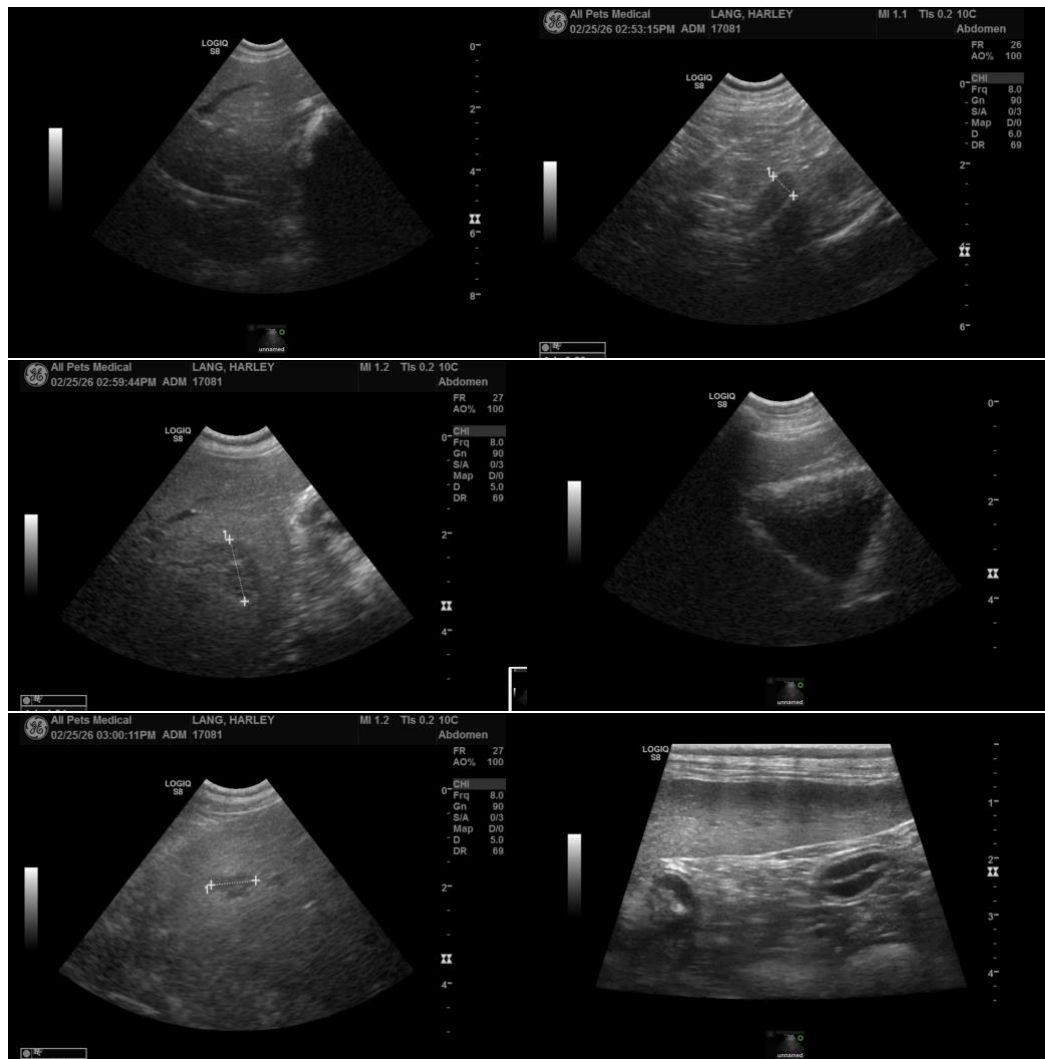 LOGIQ
S8
0
2
4
6
8
unnamed
All Pets Medical LANG, HARLEY MI 1.1 TIs 0.2 10C
02/25/26 02:53:15PM ADM 17081 Abdomen
FR 26
AO% 100
CHI
Frq 8.0
Gn 90
S/A 0/3
Map D/0
D 6.0
DR 69
LOGIQ
S8
0
2
4
6
1
All Pets Medical LANG, HARLEY MI 1.2 TIs 0.2 10C
02/25/26 02:59:44PM ADM 17081 Abdomen
FR 27
AO% 100
CHI
Frq 8.0
Gn 90
S/A 0/3
Map D/0
D 5.0
DR 69
LOGIQ
S8
0
2
4
1
LOGIQ
S8
0
2
4
unnamed
All Pets Medical LANG, HARLEY MI 1.2 TIs 0.2 10C
02/25/26 03:00:11PM ADM 17081 Abdomen
FR 27
AO% 100
CHI
Frq 8.0
Gn 90
S/A 0/3
Map D/0
D 5.0
DR 69
LOGIQ
S8
0
2
4
1
LOGIQ
S8
1
2
3
4
unnamed